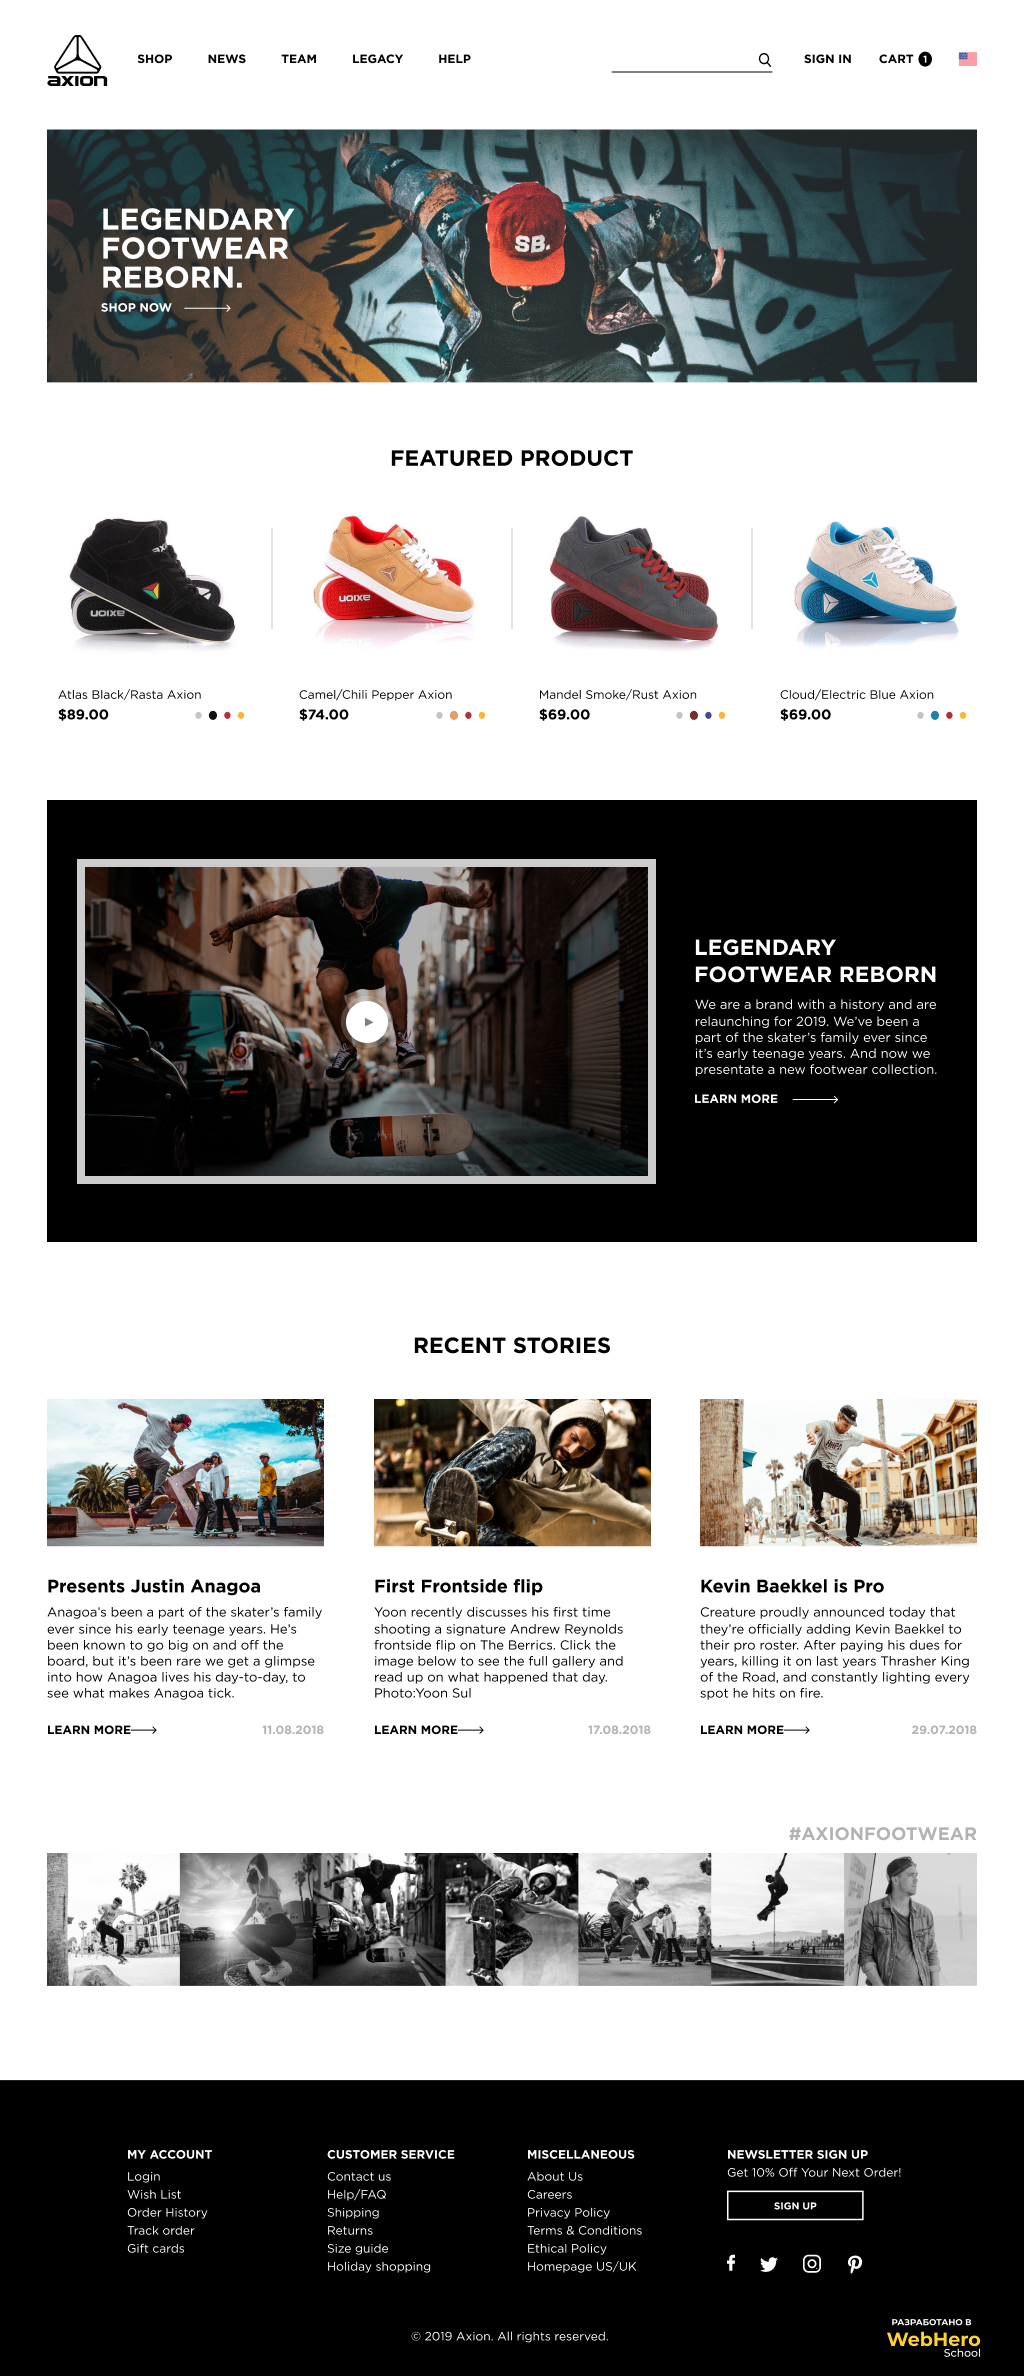 axion
SHOP NEWS TEAM LEGACY HELP
SIGN IN CART 1
LEGENDARY
FOOTWEAR
REBORN.
SHOP NOW
SB.
FEATURED PRODUCT
axion
axion
Atlas Black/Rasta Axion
$89.00
Camel/Chili Pepper Axion
$74.00
Mandel Smoke/Rust Axion
$69.00
Cloud/Electric Blue Axion
$69.00
LEGENDARY
FOOTWEAR REBORN
We are a brand with a history and are
relaunching for 2019. We’ve been a
part of the skater’s family ever since
it’s early teenage years. And now we
presentate a new footwear collection.
LEARN MORE
RECENT STORIES
Presents Justin Anagoa
Anagoa’s been a part of the skater’s family
ever since his early teenage years. He’s
been known to go big on and off the
board, but it’s been rare we get a glimpse
into how Anagoa lives his day-to-day, to
see what makes Anagoa tick.
LEARN MORE 11.08.2018
First Frontside flip
Yoon recently discusses his first time
shooting a signature Andrew Reynolds
frontside flip on The Berrics. Click the
image below to see the full gallery and
read up on what happened that day.
Photo:Yoon Sul
LEARN MORE 17.08.2018
Kevin Baekkel is Pro
Creature proudly announced today that
they’re officially adding Kevin Baekkel to
their pro roster. After paying his dues for
years, killing it on last years Thrasher King
of the Road, and constantly lighting every
spot he hits on fire.
LEARN MORE 29.07.2018
#AXIONFOOTWEAR
MY ACCOUNT
Login
Wish List
Order History
Track order
Gift cards
CUSTOMER SERVICE
Contact us
Help/FAQ
Shipping
Returns
Size guide
Holiday shopping
MISCELLANEOUS
About Us
Careers
Privacy Policy
Terms & Conditions
Ethical Policy
Homepage US/UK
NEWSLETTER SIGN UP
Get 10% Off Your Next Order!
SIGN UP
© 2019 Axion. All rights reserved.
РАЗРАБОТАНО В
WebHero
School